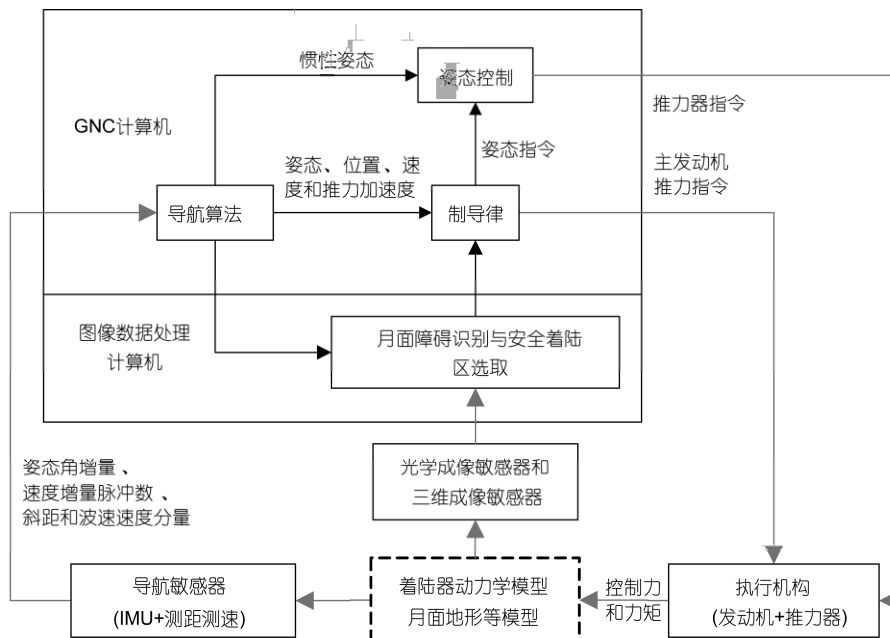 惯性姿态
姿态控制
推力器指令
GNC计算机
姿态指令
姿态、位置、速
度和推力加速度
主发动机
推力指令
导航算法
制导律
图像数据处理
计算机
月面障碍识别与安全着陆
区选取
姿态角增量、
速度增量脉冲数、
斜距和波速速度分量
光学成像敏感器和
三维成像敏感器
导航敏感器
(IMU+测距测速)
着陆器动力学模型
月面地形等模型
控制力
和力矩
执行机构
(发动机+推力器)